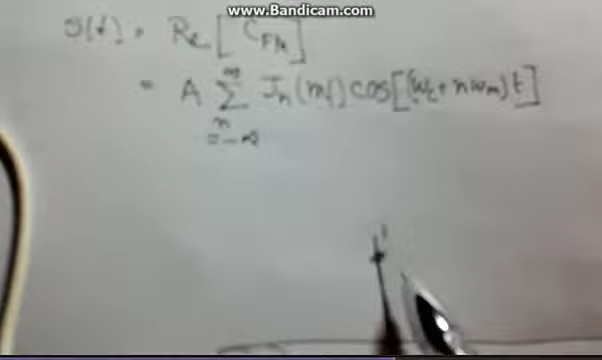 www.Bandicam.com
S(t) = Re[C_FM]
= A ∑_{n=-∞}^{∞} J_n(m_f) cos[(ω_c + nω_m)t]